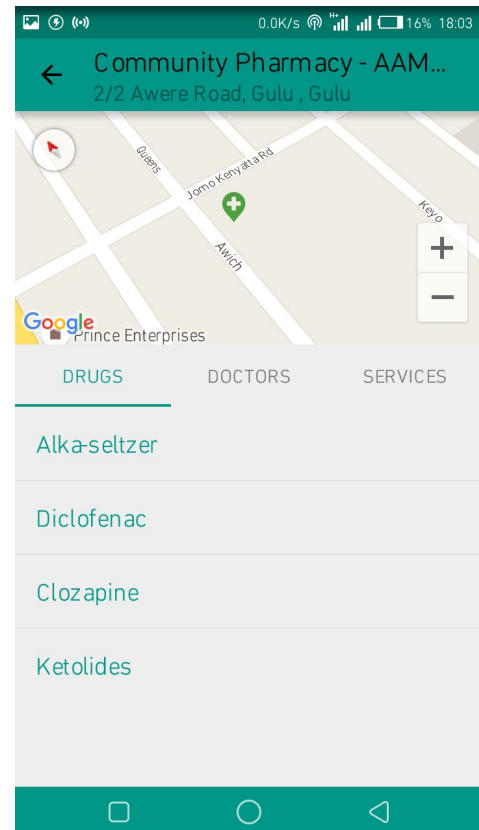 0.0K/s H+ 16% 18:03
Community Pharmacy - AAM...
2/2 Awere Road, Gulu , Gulu
Queens
Jomo Kenyatta Rd
Keyo
Awich
+
−
Google
Prince Enterprises
DRUGS DOCTORS SERVICES
Alka-seltzer
Diclofenac
Clozapine
Ketolides